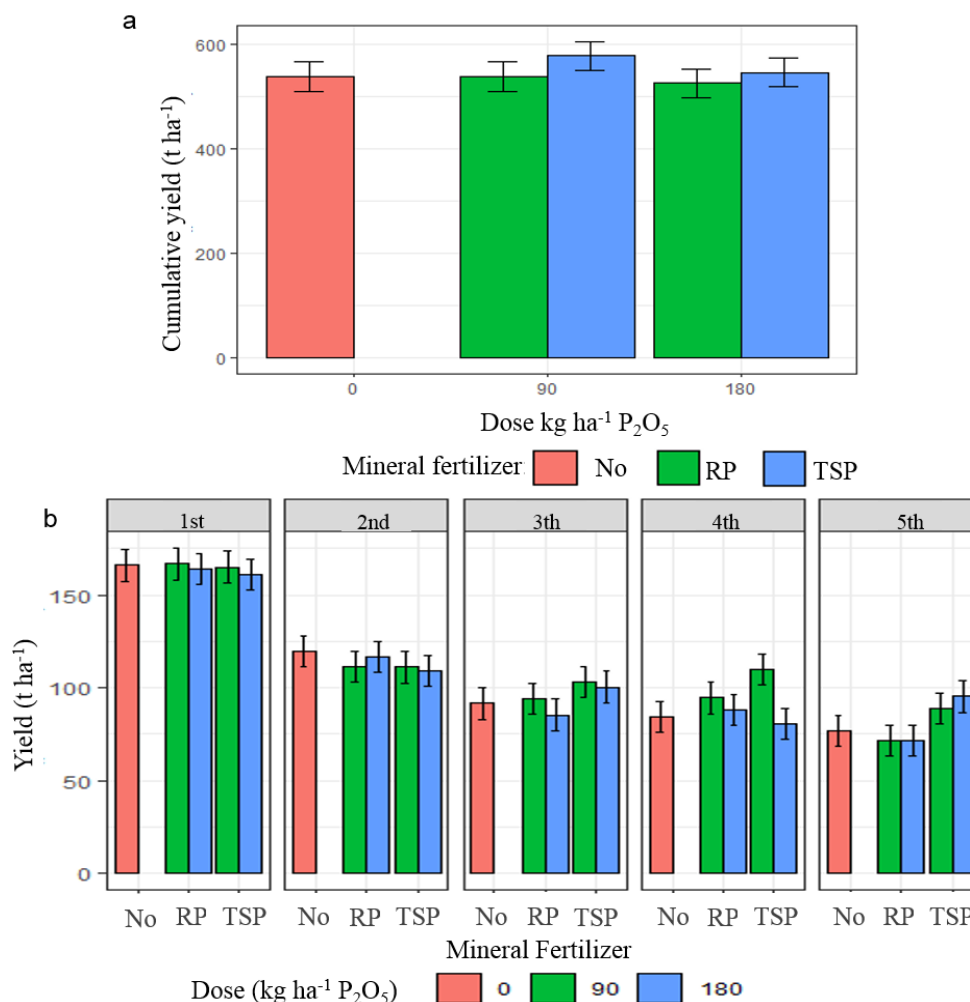 a
600
400
200
0
Cumulative yield (t ha⁻¹)
0 90 180
Dose kg ha⁻¹ P₂O₅
Mineral fertilizer: No RP TSP
b
1st 2nd 3th 4th 5th
150
100
50
0
Yield (t ha⁻¹)
No RP TSP No RP TSP No RP TSP No RP TSP No RP TSP
Mineral Fertilizer
Dose (kg ha⁻¹ P₂O₅) 0 90 180